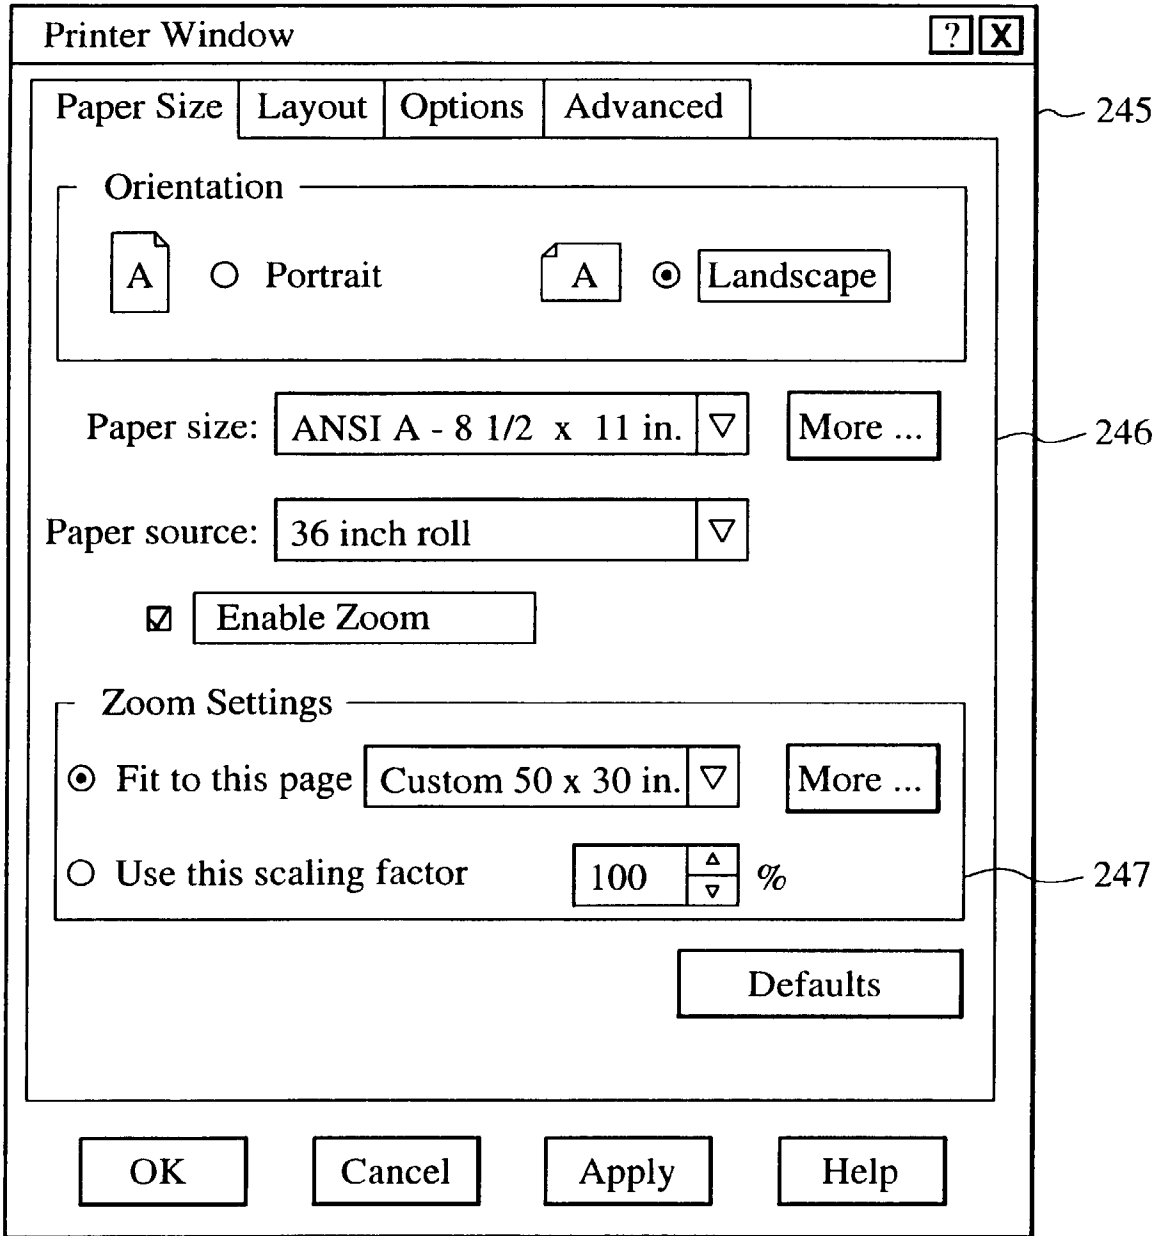 Printer Window ? X
Paper Size Layout Options Advanced
245
Orientation
A Portrait A Landscape
Paper size: ANSI A - 8 1/2 x 11 in. More ...
246
Paper source: 36 inch roll
Enable Zoom
Zoom Settings
Fit to this page Custom 50 x 30 in. More ...
Use this scaling factor 100 %
247
Defaults
OK Cancel Apply Help